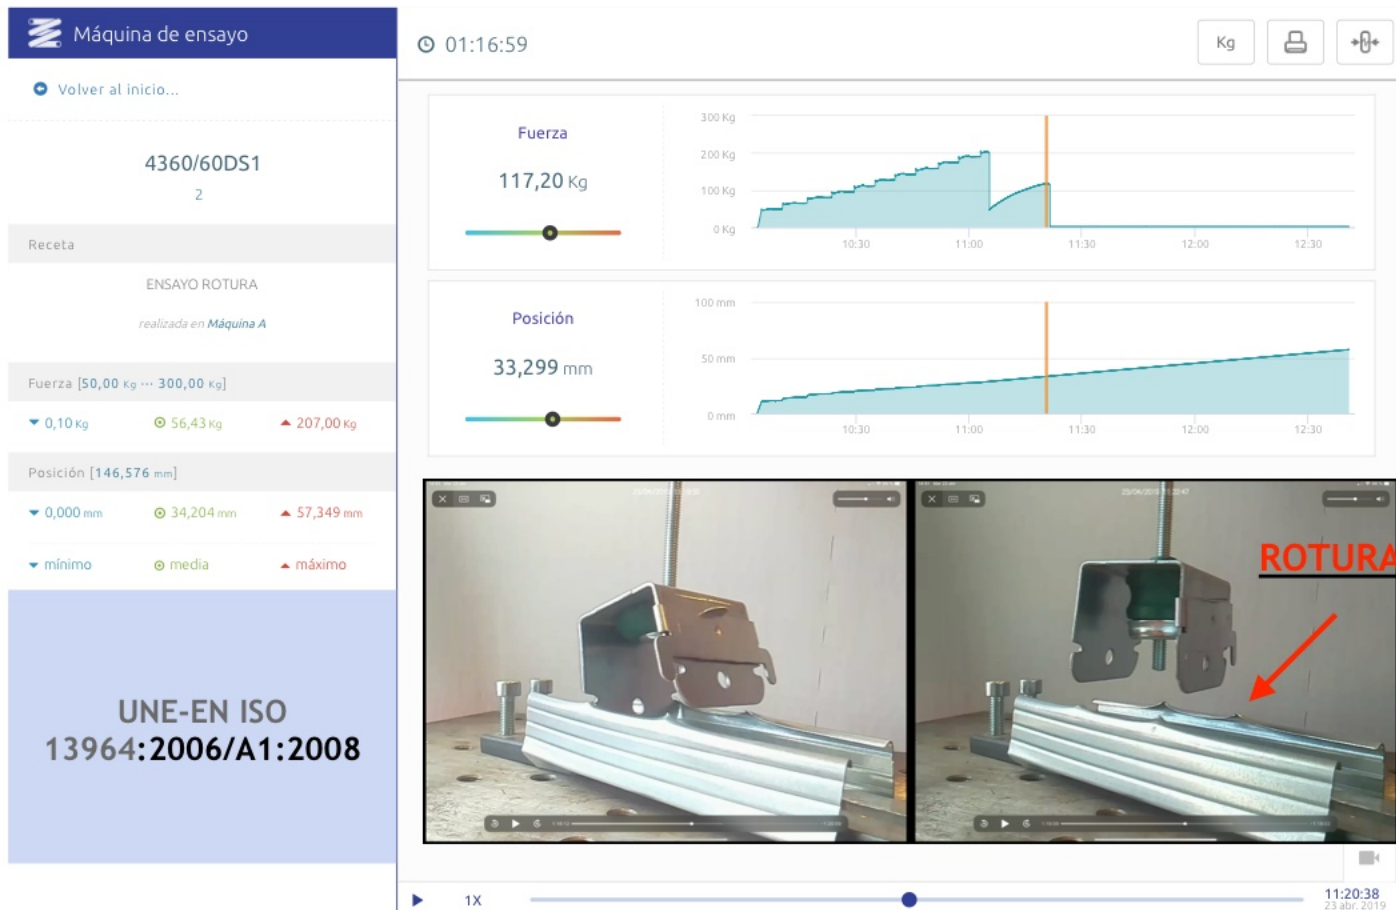 Máquina de ensayo
Volver al inicio...
4360/60DS1
2
Receta
ENSAYO ROTURA
realizada en Máquina A
Fuerza [50,00 Kg ··· 300,00 Kg]
0,10 Kg 56,43 Kg 207,00 Kg
Posición [146,576 mm]
0,000 mm 34,204 mm 57,349 mm
mínimo media máximo
UNE-EN ISO
13964:2006/A1:2008
01:16:59
Kg
Fuerza
117,20 Kg
300 Kg
200 Kg
100 Kg
0 Kg
10:30 11:00 11:30 12:00 12:30
Posición
33,299 mm
100 mm
50 mm
0 mm
10:30 11:00 11:30 12:00 12:30
ROTURA
1X
11:20:38
23 abr. 2019